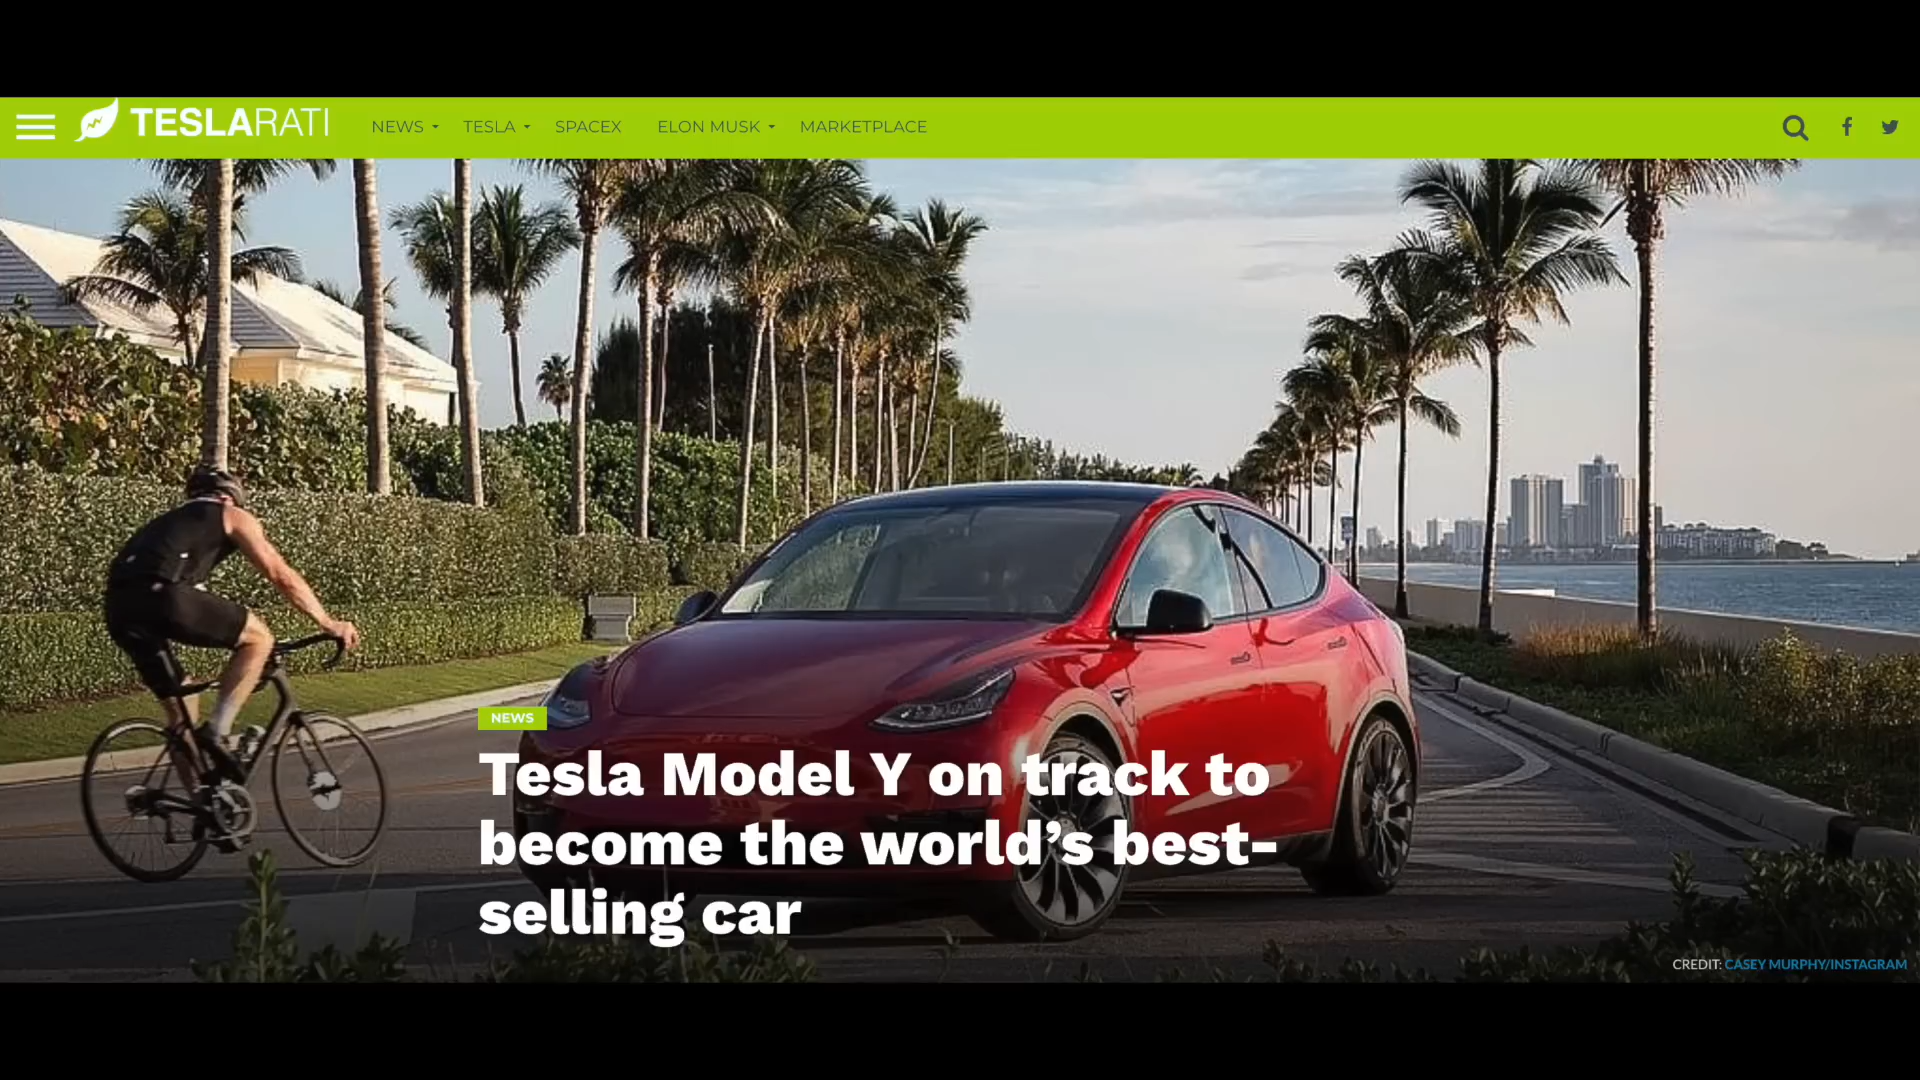 TESLARATI
NEWS TESLA SPACEX ELON MUSK MARKETPLACE
NEWS
Tesla Model Y on track to
become the world’s best-
selling car
CREDIT: CASEY MURPHY/INSTAGRAM